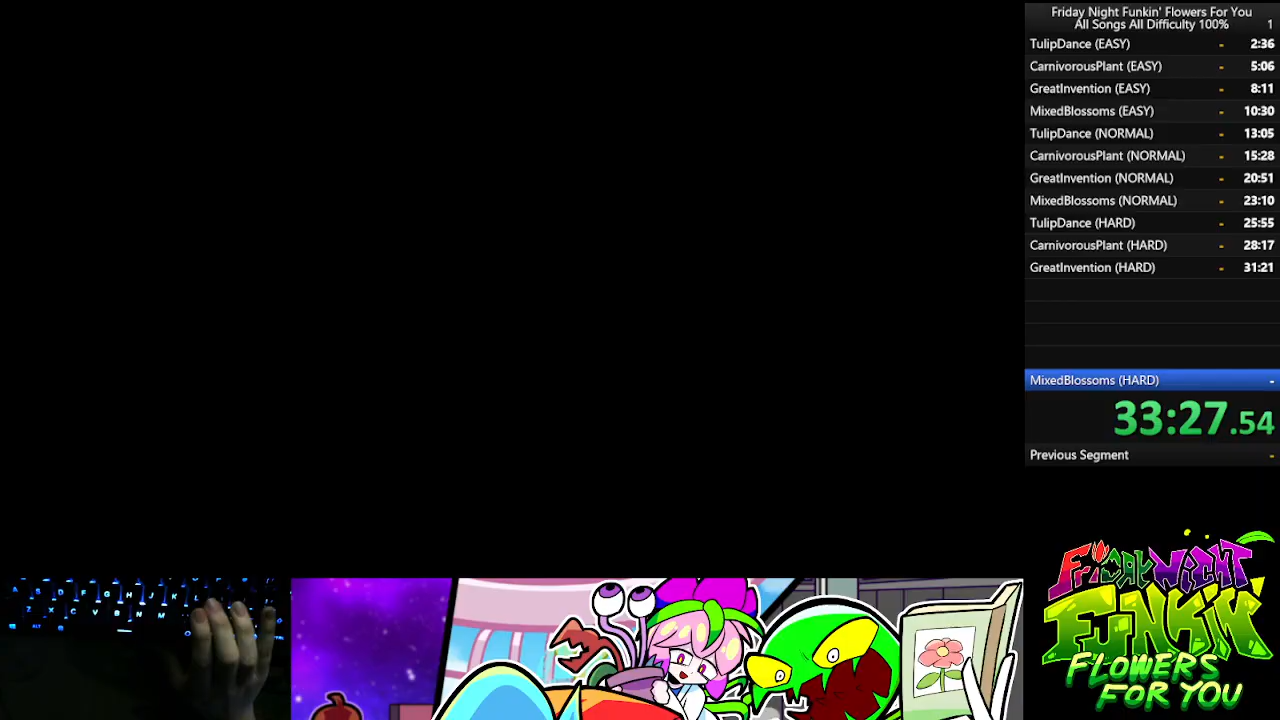 Friday Night Funkin' Flowers For You
All Songs All Difficulty 100% 1
TulipDance (EASY) - 2:36
CarnivorousPlant (EASY) - 5:06
GreatInvention (EASY) - 8:11
MixedBlossoms (EASY) - 10:30
TulipDance (NORMAL) - 13:05
CarnivorousPlant (NORMAL) - 15:28
GreatInvention (NORMAL) - 20:51
MixedBlossoms (NORMAL) - 23:10
TulipDance (HARD) - 25:55
CarnivorousPlant (HARD) - 28:17
GreatInvention (HARD) - 31:21
MixedBlossoms (HARD) -
33:27.54
Previous Segment -
FRIDAY NIGHT
FUNKIN'
FLOWERS
FOR YOU